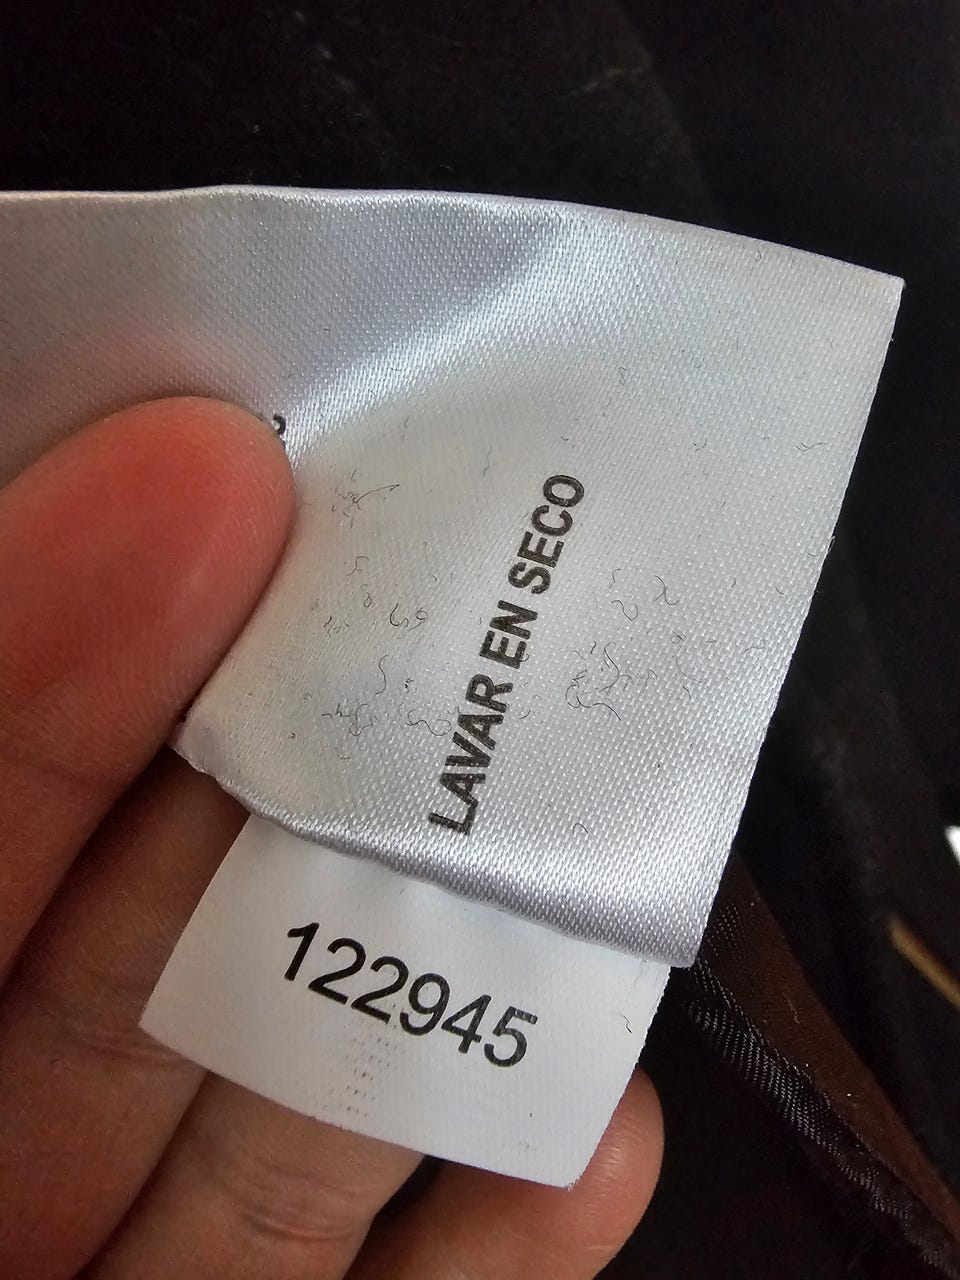 LAVAR EN SECO
122945